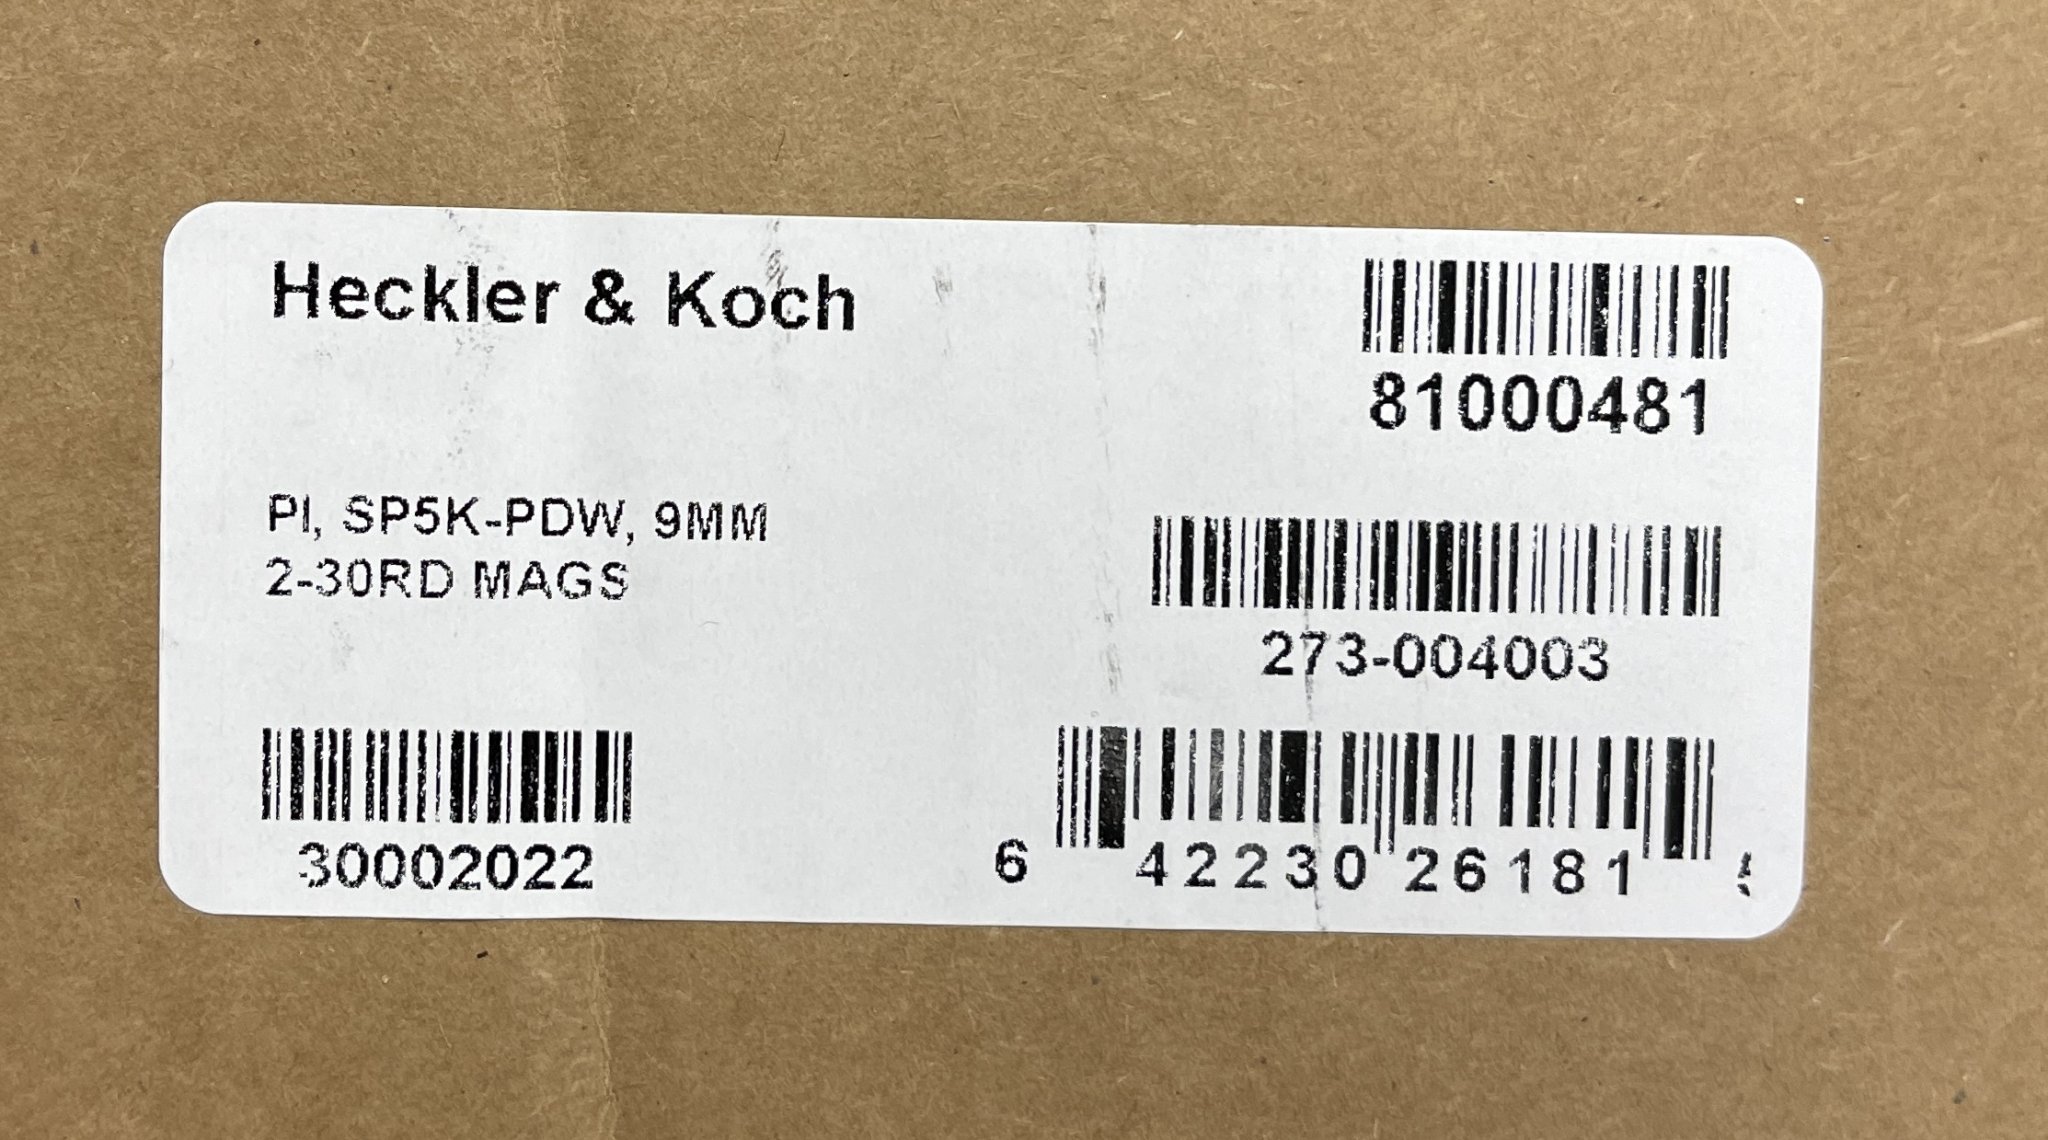 Heckler & Koch
81000481
PI, SP5K-PDW, 9MM
2-30RD MAGS
273-004003
30002022
6 42230 26181